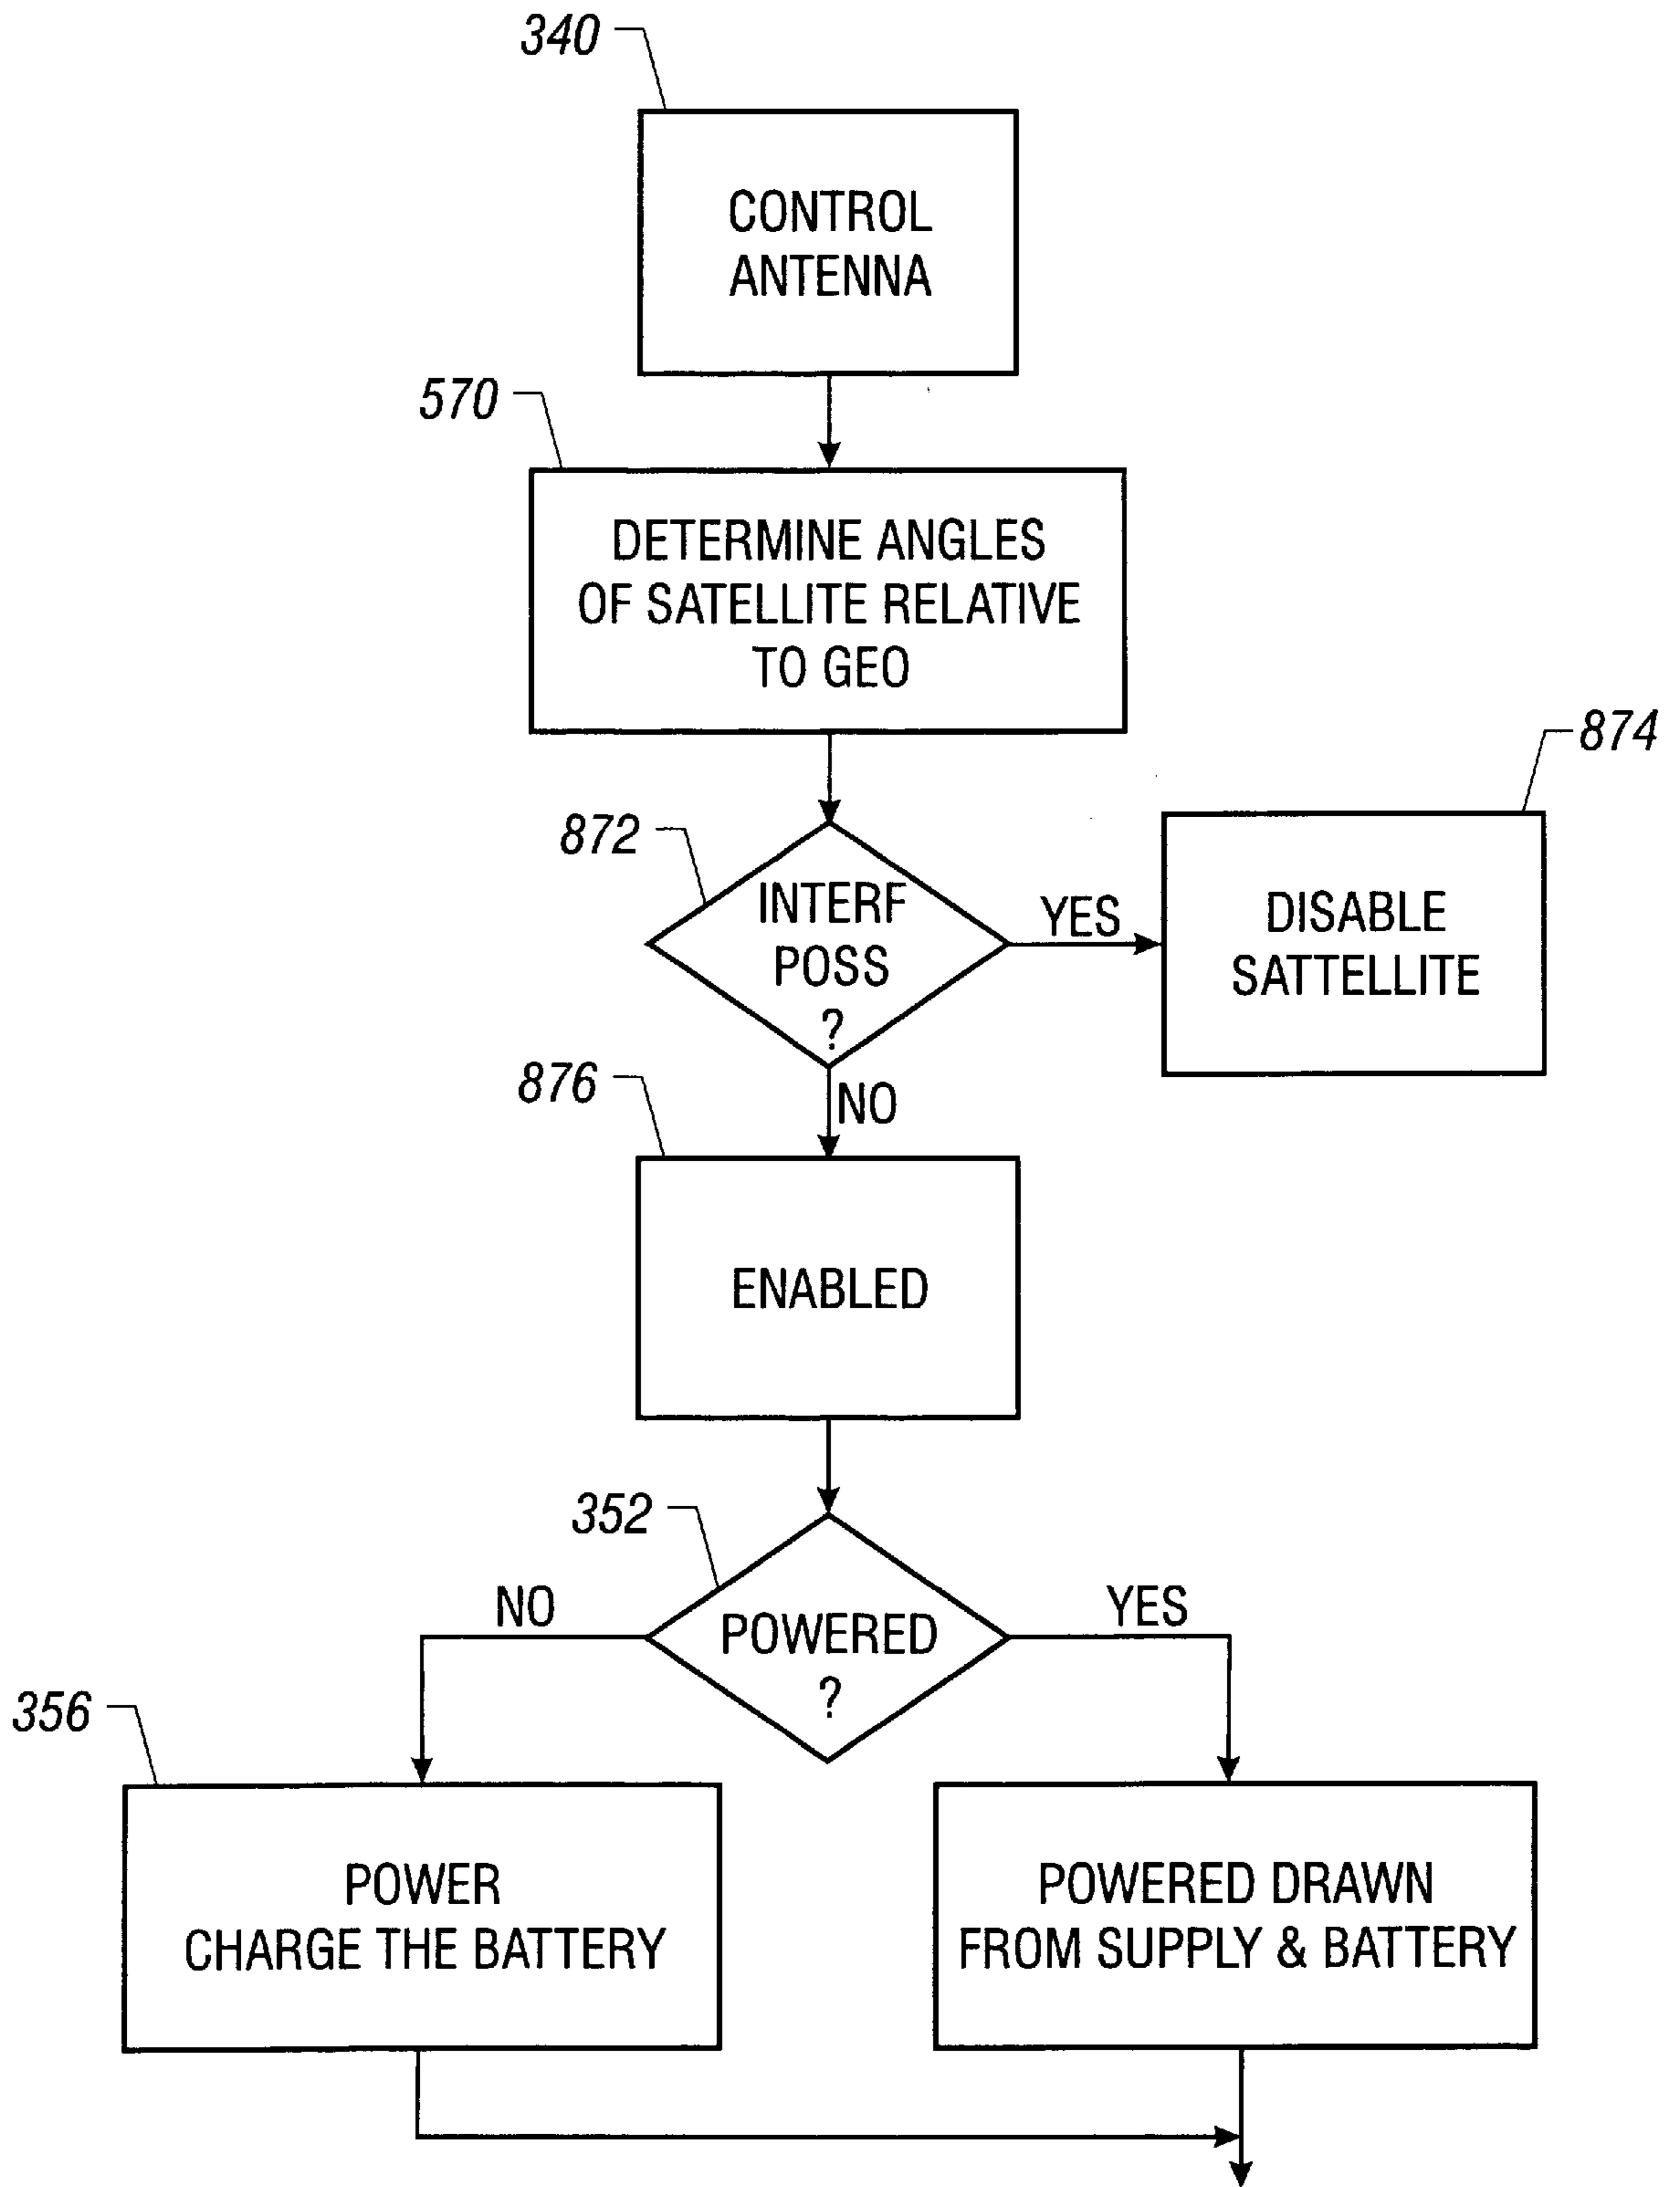 340
CONTROL
ANTENNA
570
DETERMINE ANGLES
OF SATELLITE RELATIVE
TO GEO
874
872
INTERF
POSS
?
YES
DISABLE
SATTELLITE
876
NO
ENABLED
352
NO
POWERED
?
YES
356
POWER
CHARGE THE BATTERY
POWERED DRAWN
FROM SUPPLY & BATTERY